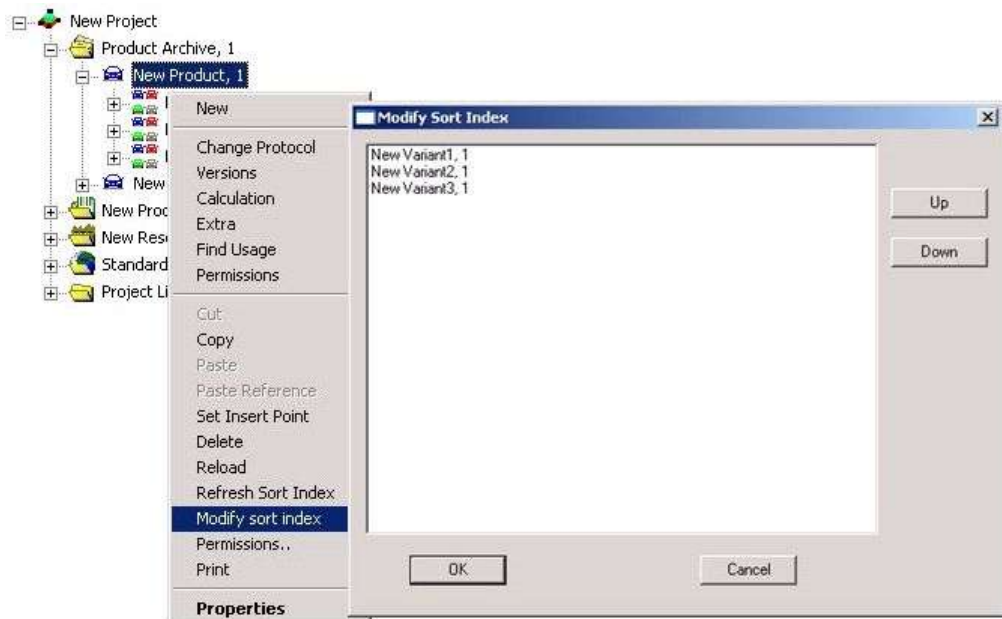 New Project
Product Archive, 1
New Product, 1
New
New Proc
New Res
Standard
Project Li
New
Change Protocol
Versions
Calculation
Extra
Find Usage
Permissions
Cut
Copy
Paste
Paste Reference
Set Insert Point
Delete
Reload
Refresh Sort Index
Modify sort index
Permissions..
Print
Properties
Modify Sort Index
New Variant1, 1
New Variant2, 1
New Variant3, 1
Up
Down
OK
Cancel